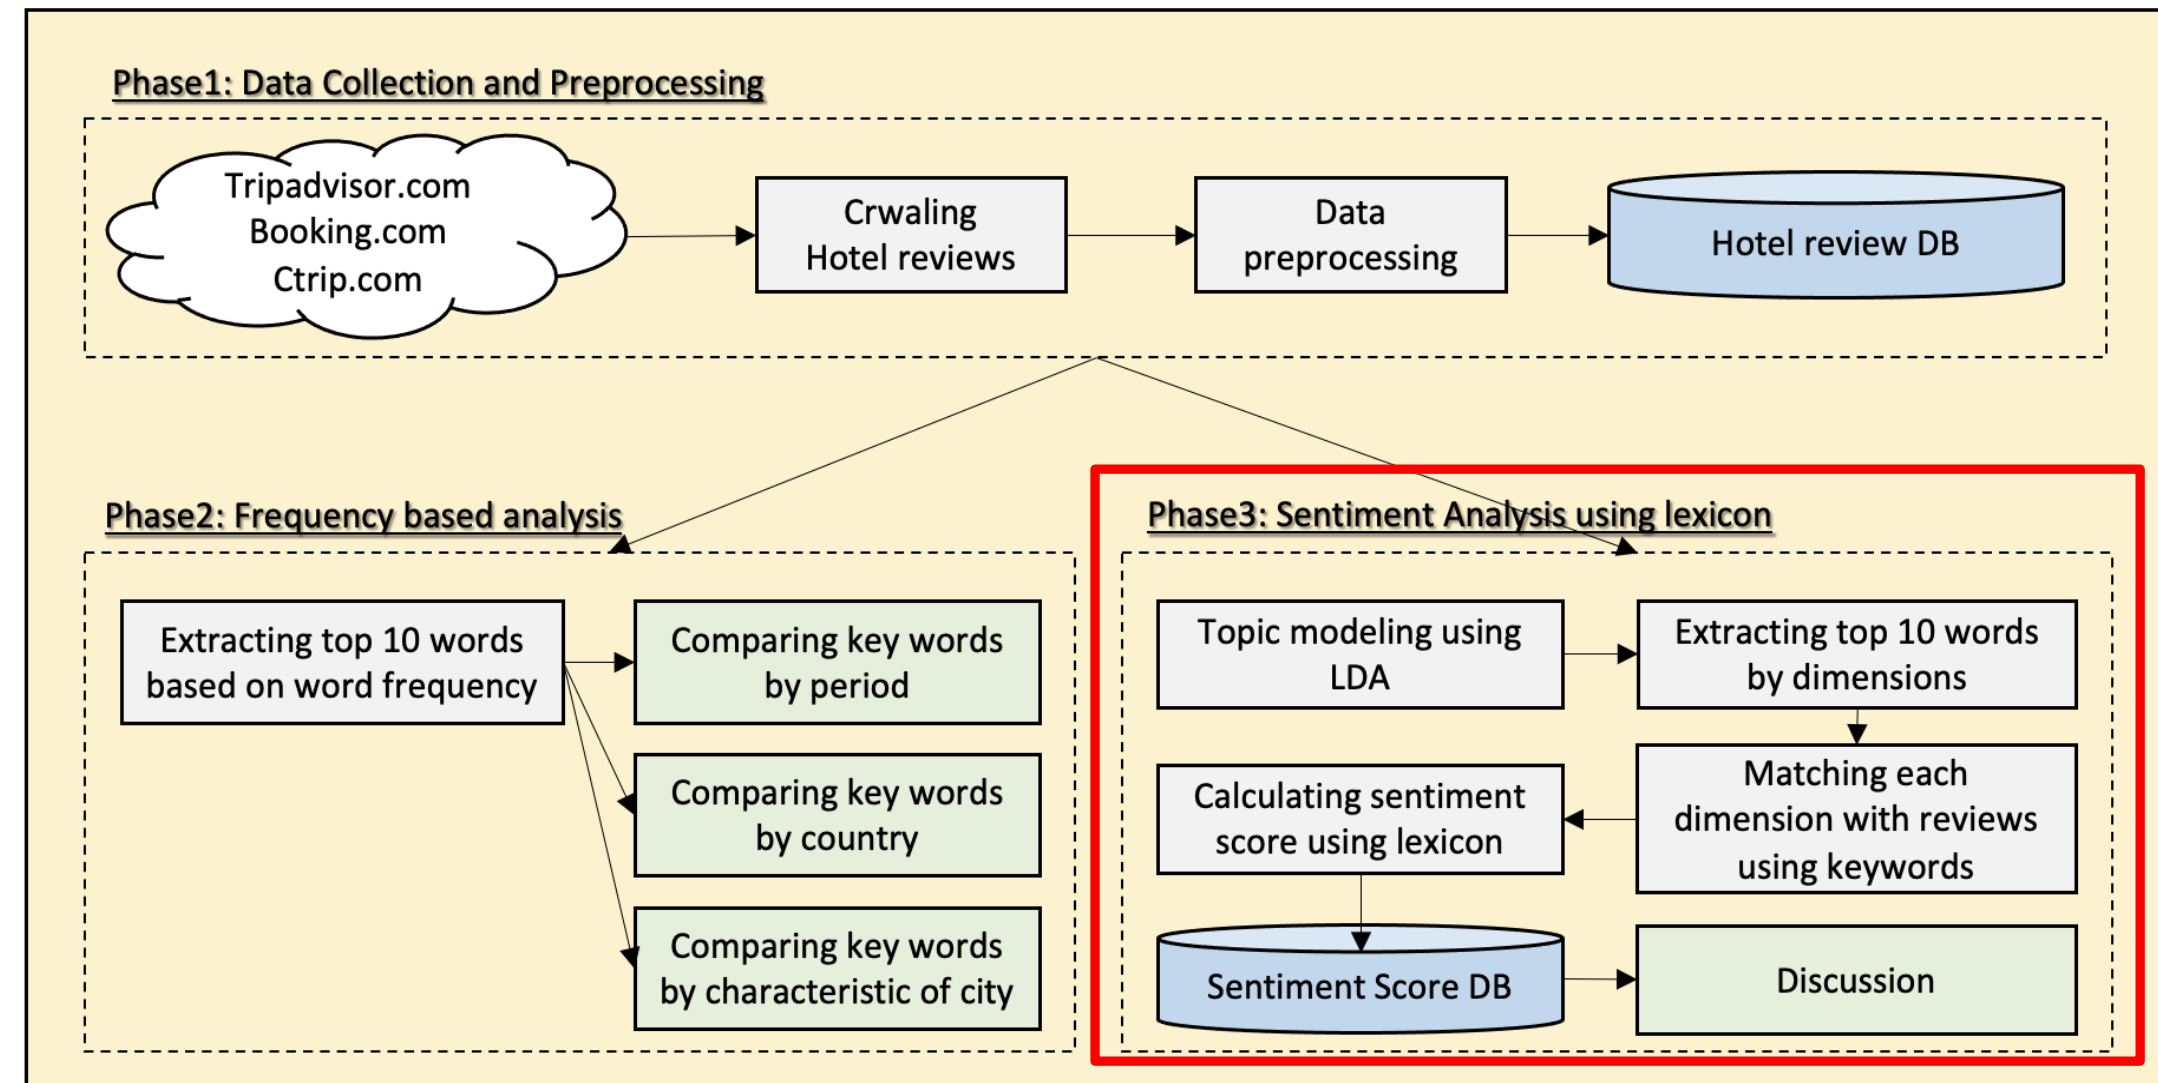 Phase1: Data Collection and Preprocessing
Tripadvisor.com
Booking.com
Ctrip.com
Crwaling
Hotel reviews
Data
preprocessing
Hotel review DB
Phase2: Frequency based analysis
Extracting top 10 words
based on word frequency
Comparing key words
by period
Comparing key words
by country
Comparing key words
by characteristic of city
Phase3: Sentiment Analysis using lexicon
Topic modeling using
LDA
Extracting top 10 words
by dimensions
Matching each
dimension with reviews
using keywords
Calculating sentiment
score using lexicon
Sentiment Score DB
Discussion